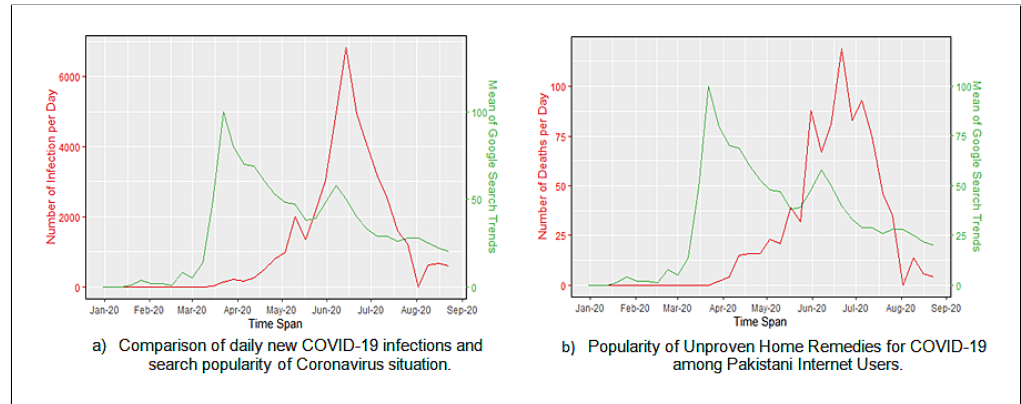 Number of Infection per Day
6000
4000
2000
0
Mean of Google Search Trends
100
50
0
Jan-20 Feb-20 Mar-20 Apr-20 May-20 Jun-20 Jul-20 Aug-20 Sep-20
Time Span
a) Comparison of daily new COVID-19 infections and
search popularity of Coronavirus situation.
Number of Deaths per Day
100
75
50
25
0
Mean of Google Search Trends
100
75
50
25
0
Jan-20 Feb-20 Mar-20 Apr-20 May-20 Jun-20 Jul-20 Aug-20 Sep-20
Time Span
b) Popularity of Unproven Home Remedies for COVID-19
among Pakistani Internet Users.